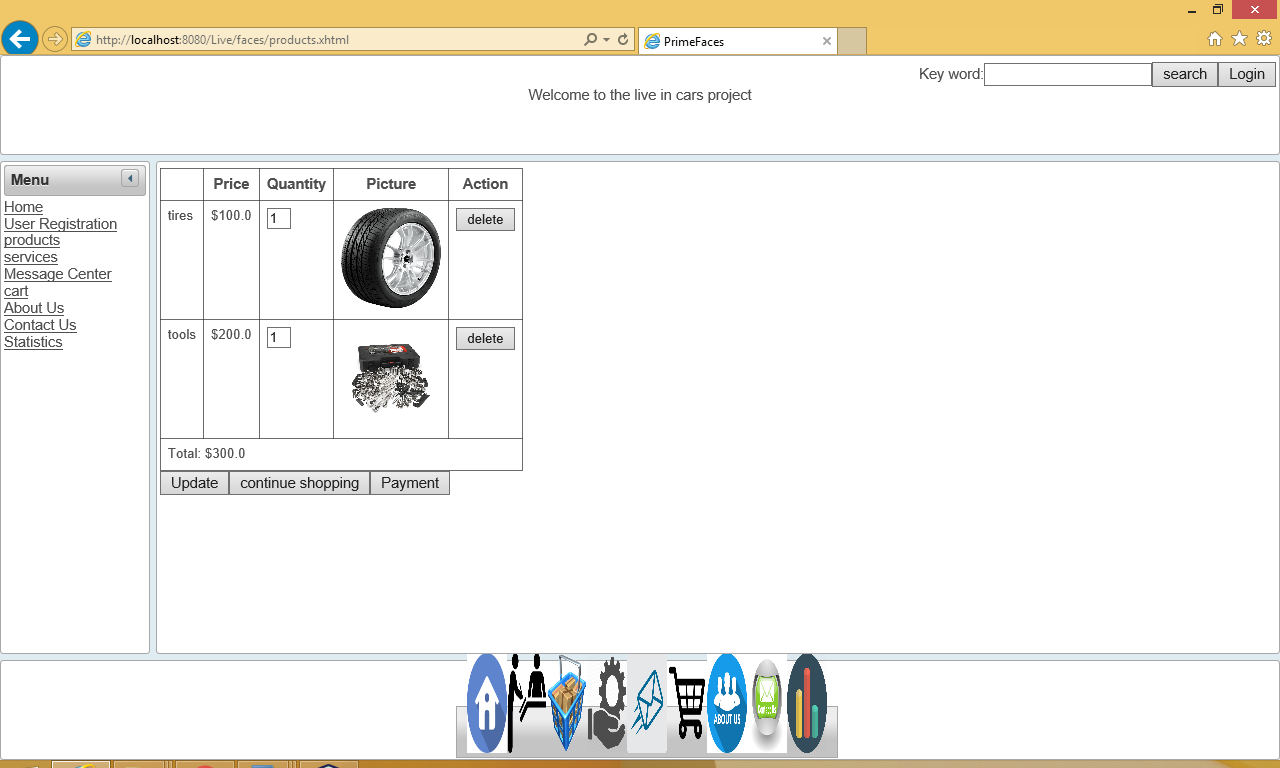 http://localhost:8080/Live/faces/products.xhtml
PrimeFaces
Key word: search Login
Welcome to the live in cars project
Menu
Home
User Registration
products
services
Message Center
cart
About Us
Contact Us
Statistics
Price Quantity Picture Action
tires $100.0 1 delete
tools $200.0 1 delete
Total: $300.0
Update continue shopping Payment
ABOUT US
Contact Us